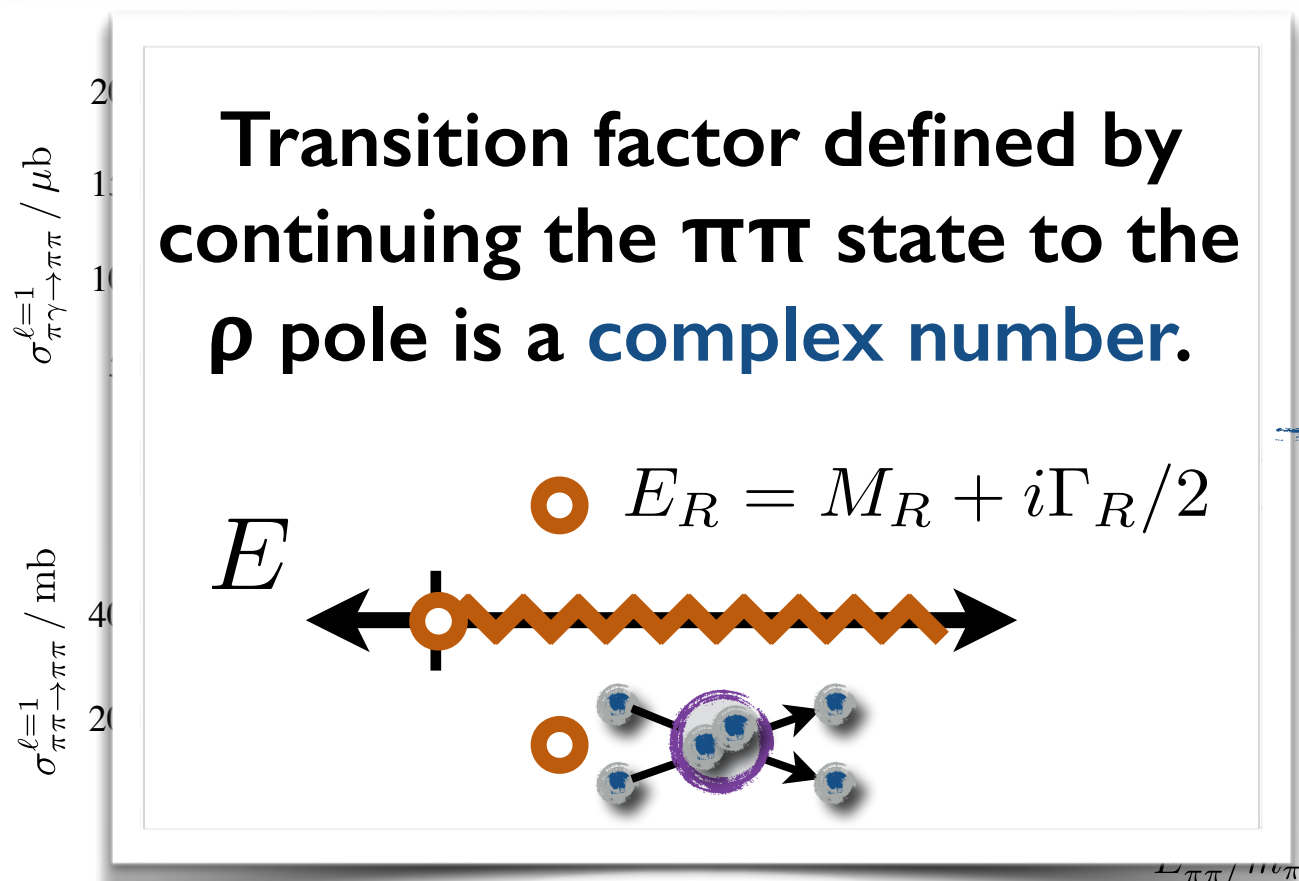 Transition factor defined by
continuing the ππ state to the
ρ pole is a complex number.
E_R = M_R + iΓ_R/2
E
σ^{ℓ=1}_{πγ→ππ} / μb
σ^{ℓ=1}_{ππ→ππ} / mb